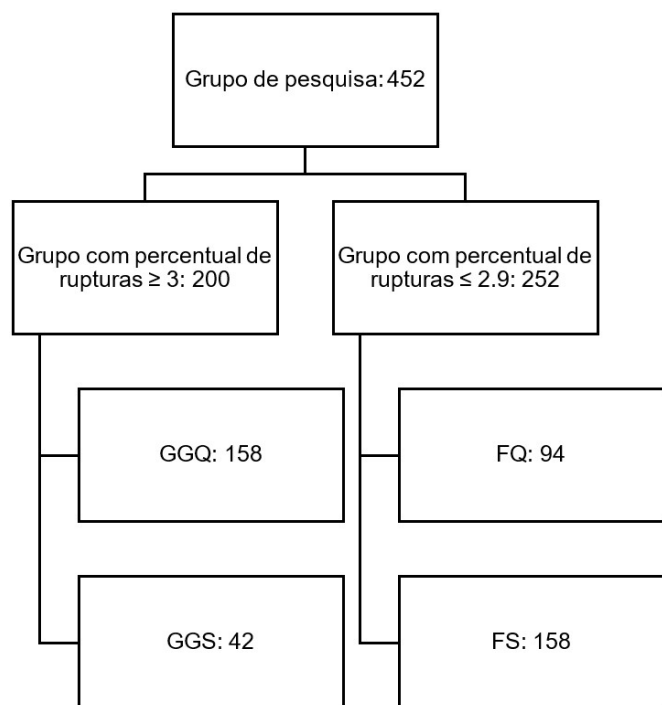 Grupo de pesquisa: 452
Grupo com percentual de
rupturas ≥ 3: 200
Grupo com percentual de
rupturas ≤ 2.9: 252
GGQ: 158
FQ: 94
GGS: 42
FS: 158